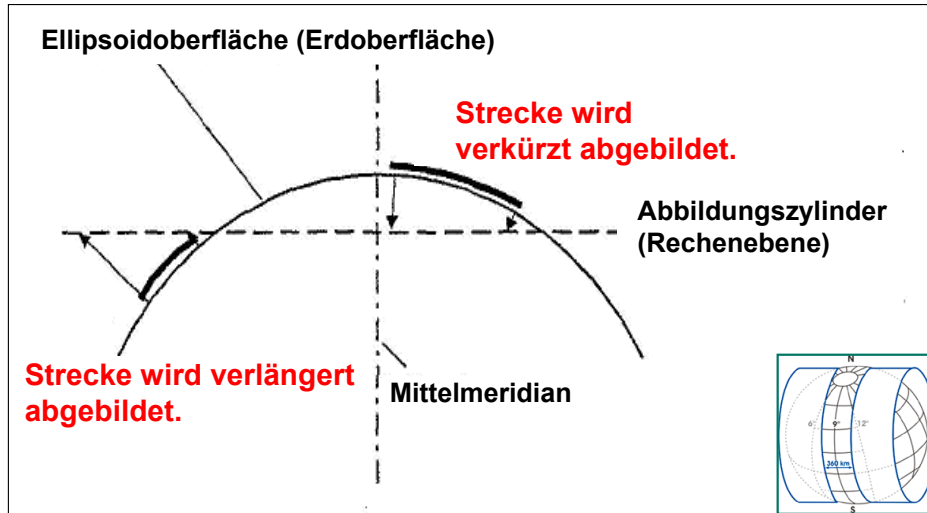 Ellipsoidoberfläche (Erdoberfläche)
Strecke wird
verkürzt abgebildet.
Abbildungszylinder
(Rechenebene)
Strecke wird verlängert
abgebildet.
Mittelmeridian
N
6° 9° 12°
360 km
S